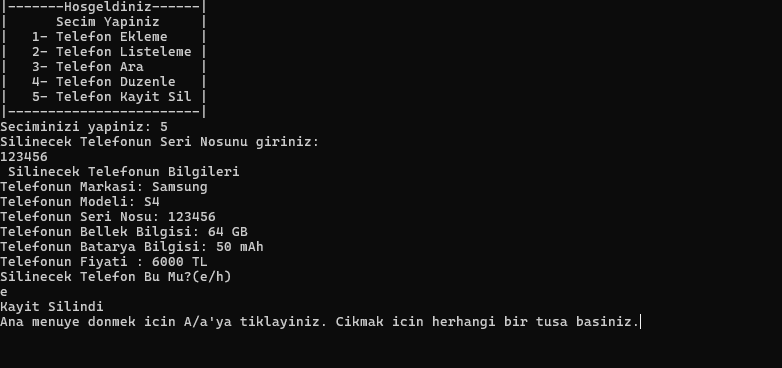 |-------Hosgeldiniz------|
|      Secim Yapiniz     |
|   1- Telefon Ekleme    |
|   2- Telefon Listeleme |
|   3- Telefon Ara       |
|   4- Telefon Duzenle   |
|   5- Telefon Kayit Sil |
|------------------------|
Seciminizi yapiniz: 5
Silinecek Telefonun Seri Nosunu giriniz:
123456
 Silinecek Telefonun Bilgileri
Telefonun Markasi: Samsung
Telefonun Modeli: S4
Telefonun Seri Nosu: 123456
Telefonun Bellek Bilgisi: 64 GB
Telefonun Batarya Bilgisi: 50 mAh
Telefonun Fiyati : 6000 TL
Silinecek Telefon Bu Mu?(e/h)
e
Kayit Silindi
Ana menuye donmek icin A/a'ya tiklayiniz. Cikmak icin herhangi bir tusa basiniz.